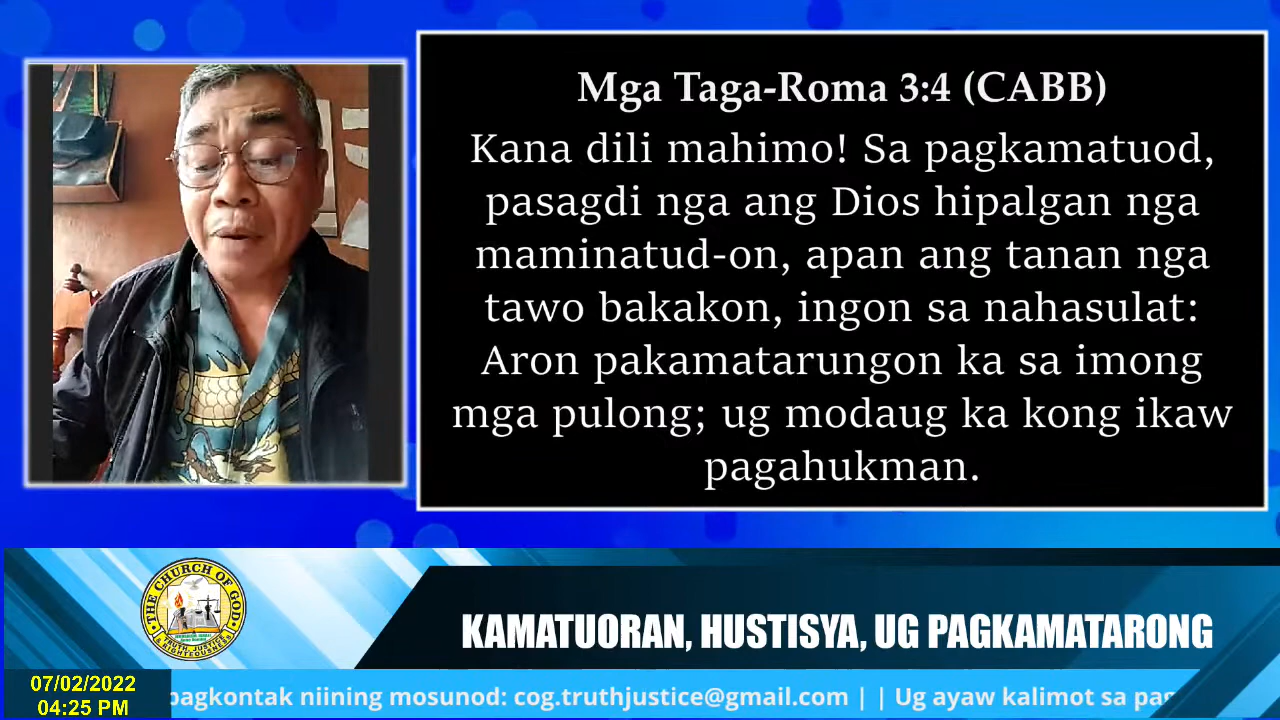 Mga Taga-Roma 3:4 (CABB)
Kana dili mahimo! Sa pagkamatuod,
pasagdi nga ang Dios hipalgan nga
maminatud-on, apan ang tanan nga
tawo bakakon, ingon sa nahasulat:
Aron pakamatarungon ka sa imong
mga pulong; ug modaug ka kong ikaw
pagahukman.
THE CHURCH OF GOD
TRUTH, JUSTICE
& RIGHTEOUSNESS
KAMATUORAN, HUSTISYA, UG PAGKAMATARONG
07/02/2022
04:25 PM
pagkontak niining mosunod: cog.truthjustice@gmail.com | | Ug ayaw kalimot sa pag